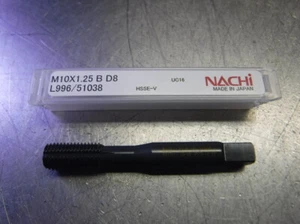 M10X1.25 B D8
L996/51038
HSSE-V
UC16
NACHI
MADE IN JAPAN